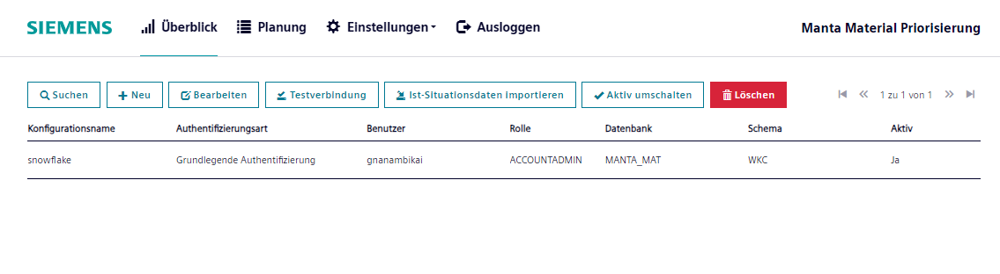 SIEMENS Überblick Planung Einstellungen Ausloggen Manta Material Priorisierung
Suchen Neu Bearbeiten Testverbindung Ist-Situationsdaten importieren Aktiv umschalten Löschen 1 zu 1 von 1
Konfigurationsname Authentifizierungsart Benutzer Rolle Datenbank Schema Aktiv
snowflake Grundlegende Authentifizierung gnanambikai ACCOUNTADMIN MANTA_MAT WKC Ja